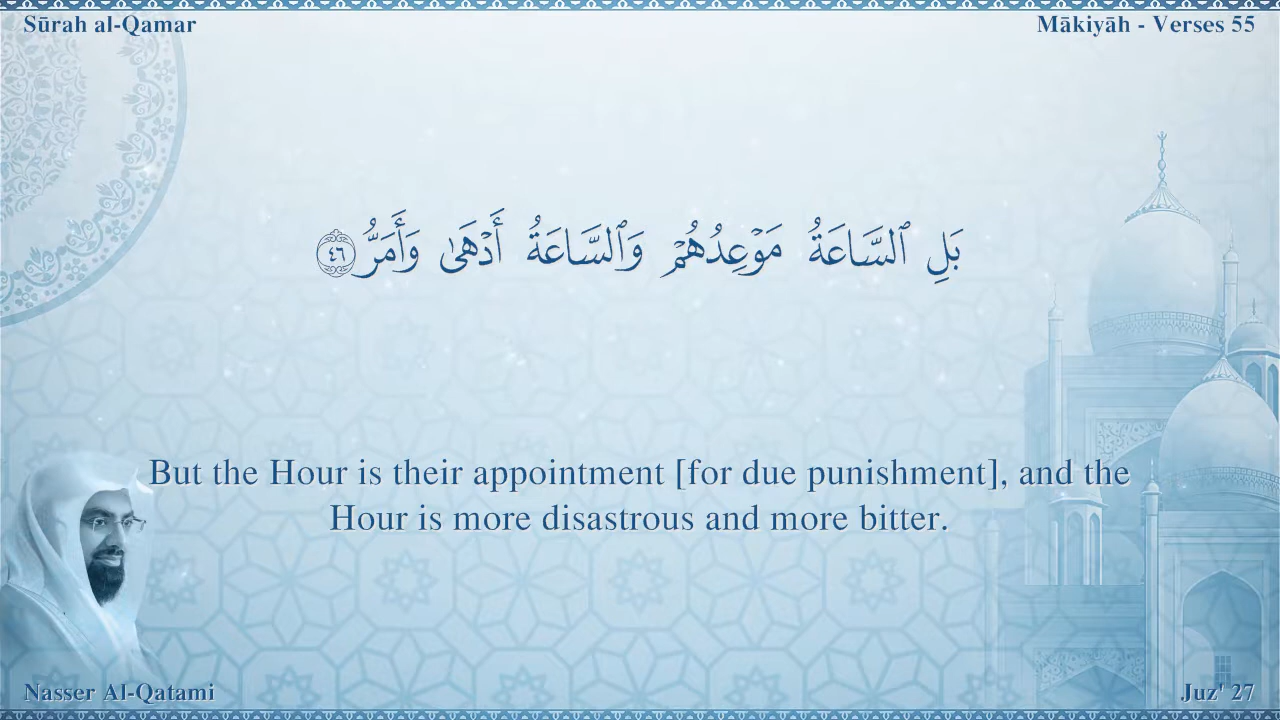 Sūrah al-Qamar
Mākiyāh - Verses 55
بَلِ ٱلسَّاعَةُ مَوْعِدُهُمْ وَٱلسَّاعَةُ أَدْهَىٰ وَأَمَرُّ ٤٦
But the Hour is their appointment [for due punishment], and the
Hour is more disastrous and more bitter.
Nasser Al-Qatami
Juz' 27